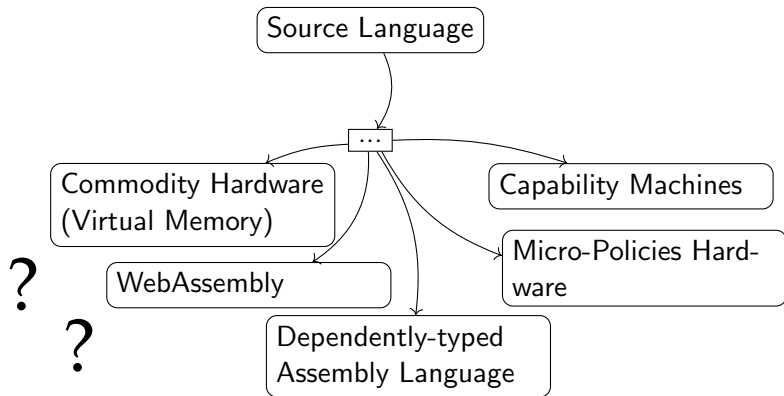 Source Language
...
Commodity Hardware
(Virtual Memory)
Capability Machines
WebAssembly
Micro-Policies Hard-
ware
?
?
Dependently-typed
Assembly Language